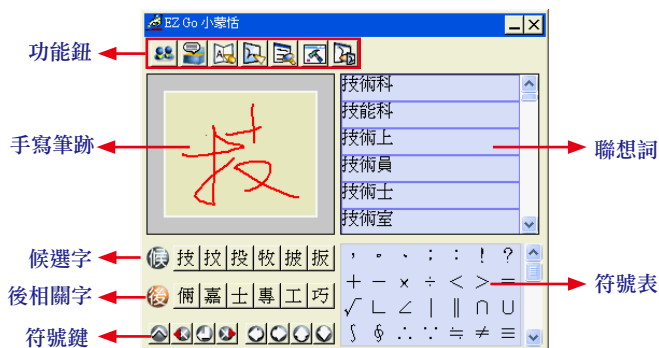 EZ Go 小蒙恬
功能鈕
手寫筆跡
技
技術科
技能科
技術上
技術員
技術士
技術室
聯想詞
候選字
候 技 抆 投 牧 披 扳
後相關字
後 倆 嘉 士 專 工 巧
符號鍵
, 。 、 ; : ! ?
+ − × ÷ < > =
√ ∟ ∠ | ‖ ∩ ∪
∫ ∮ ∴ ∵ ≒ ≠ ≡
符號表